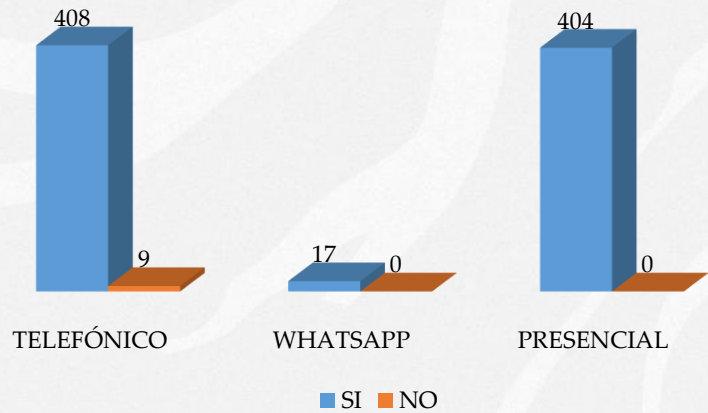 408
404
9
17
0
0
TELEFÓNICO
WHATSAPP
PRESENCIAL
SI
NO